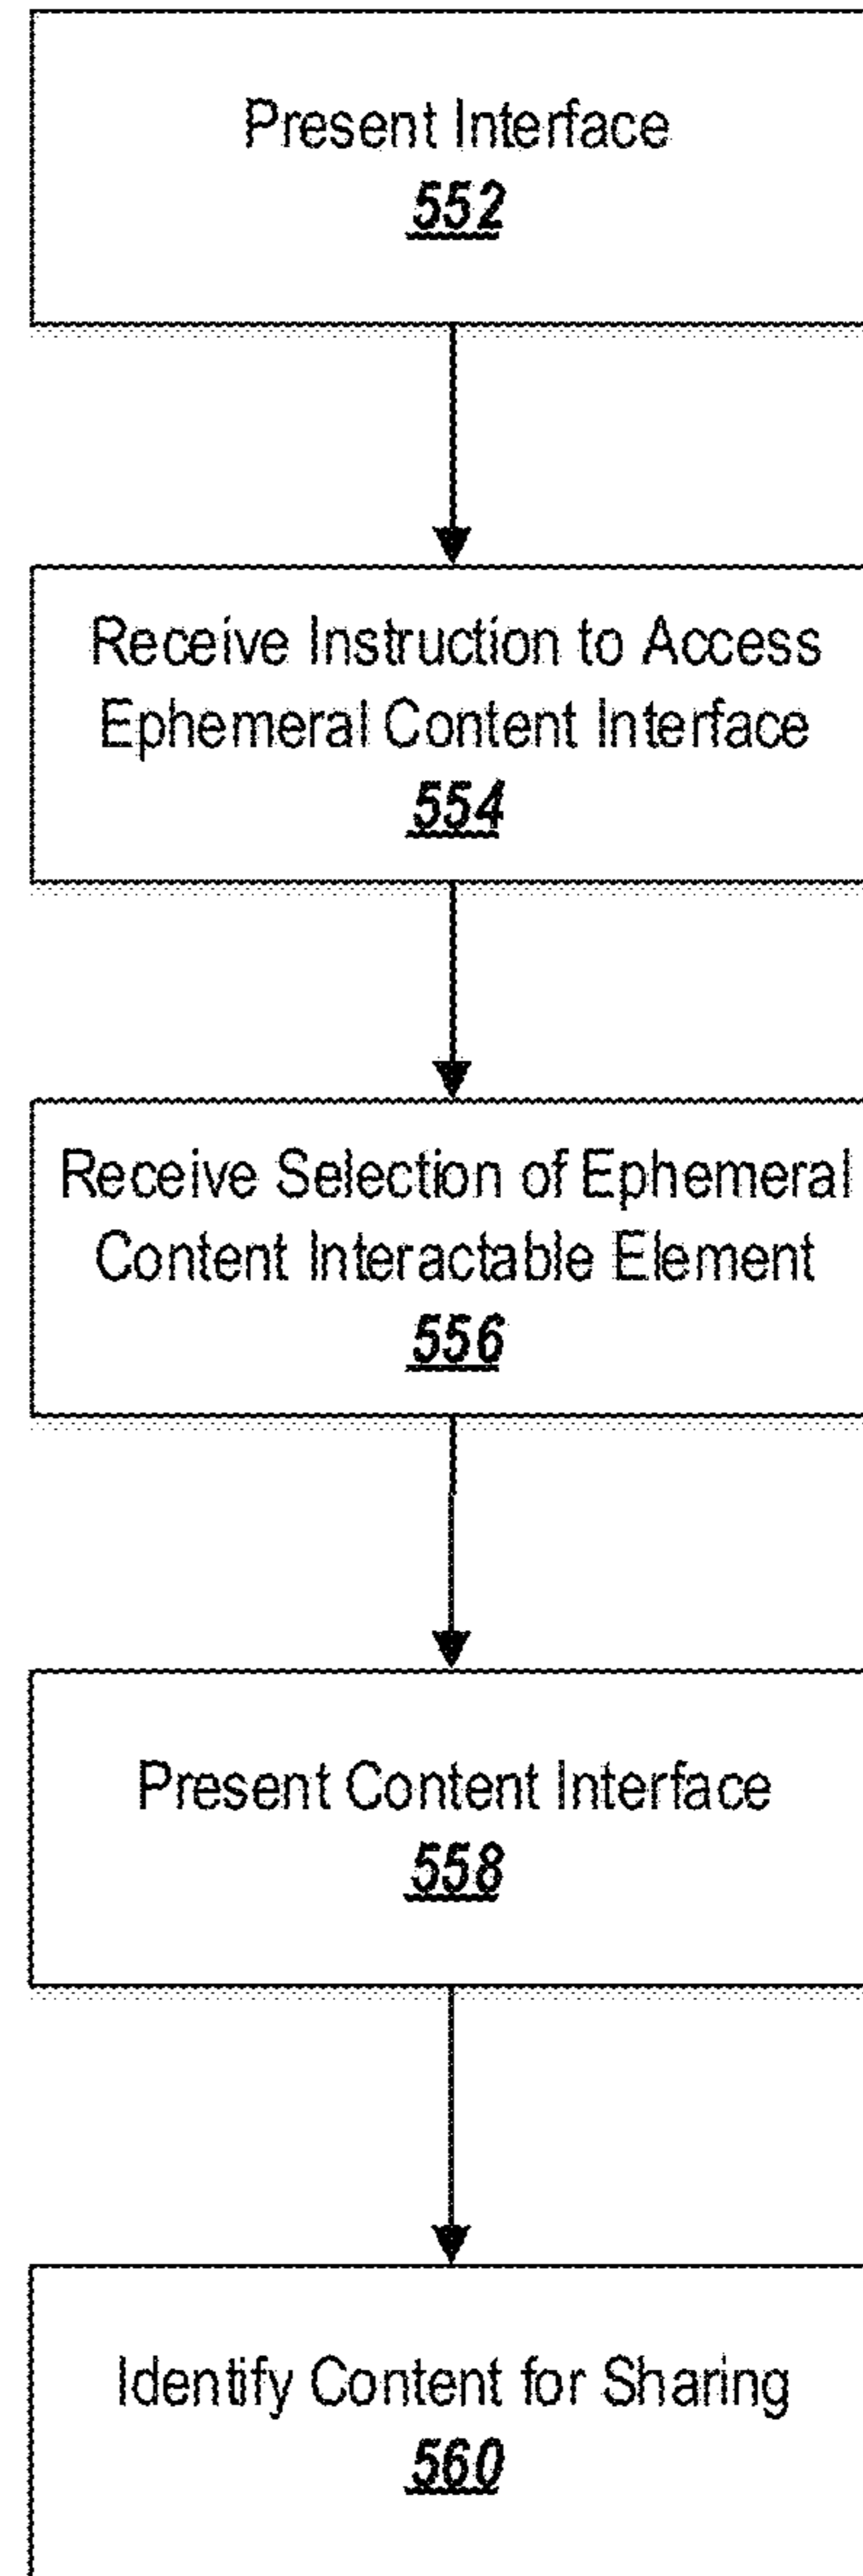 Present Interface
552
Receive Instruction to Access
Ephemeral Content Interface
554
Receive Selection of Ephemeral
Content Interactable Element
556
Present Content Interface
558
Identify Content for Sharing
560